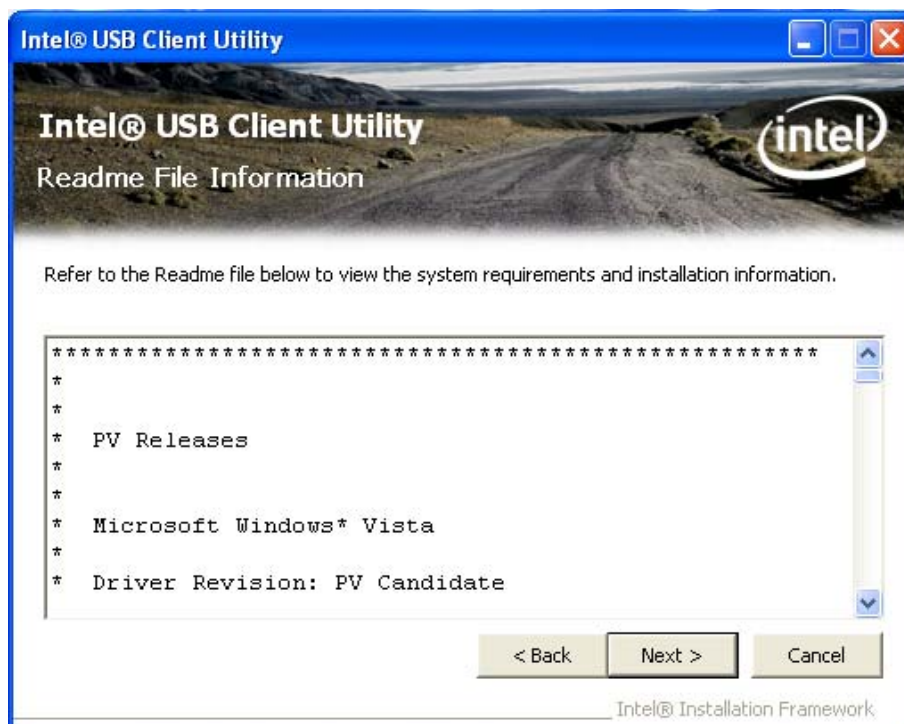 Intel® USB Client Utility
Intel® USB Client Utility
intel®
Readme File Information
Refer to the Readme file below to view the system requirements and installation information.
******************************************************
*
*
* PV Releases
*
*
* Microsoft Windows* Vista
*
* Driver Revision: PV Candidate
< Back
Next >
Cancel
Intel® Installation Framework